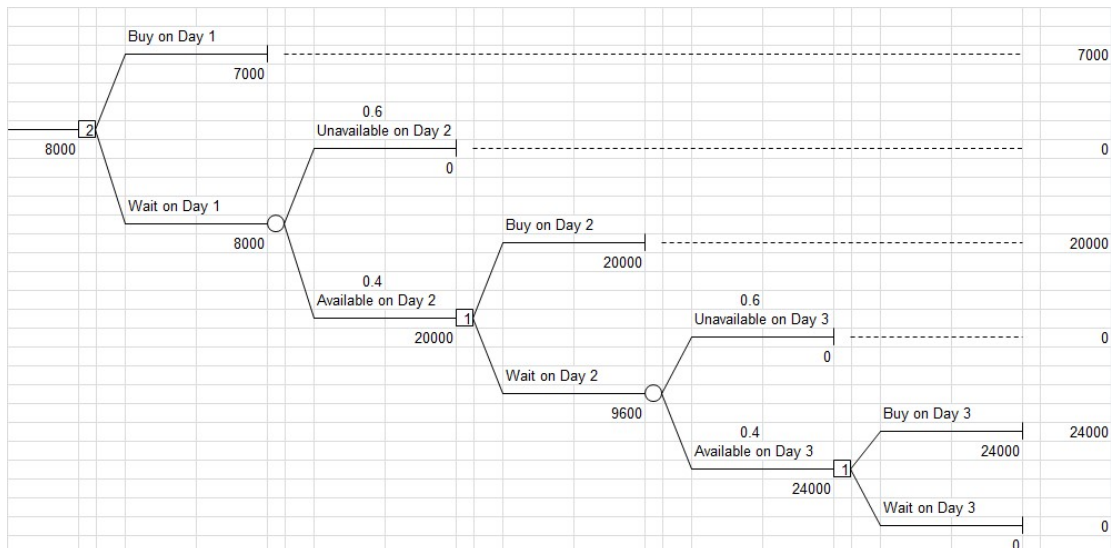 Buy on Day 1
7000
7000
0.6
2
Unavailable on Day 2
8000
0
0
Wait on Day 1
Buy on Day 2
8000
20000
20000
0.4
0.6
Available on Day 2
1
Unavailable on Day 3
20000
0
0
Wait on Day 2
9600
Buy on Day 3
0.4
24000
Available on Day 3
24000
1
24000
Wait on Day 3
0
0